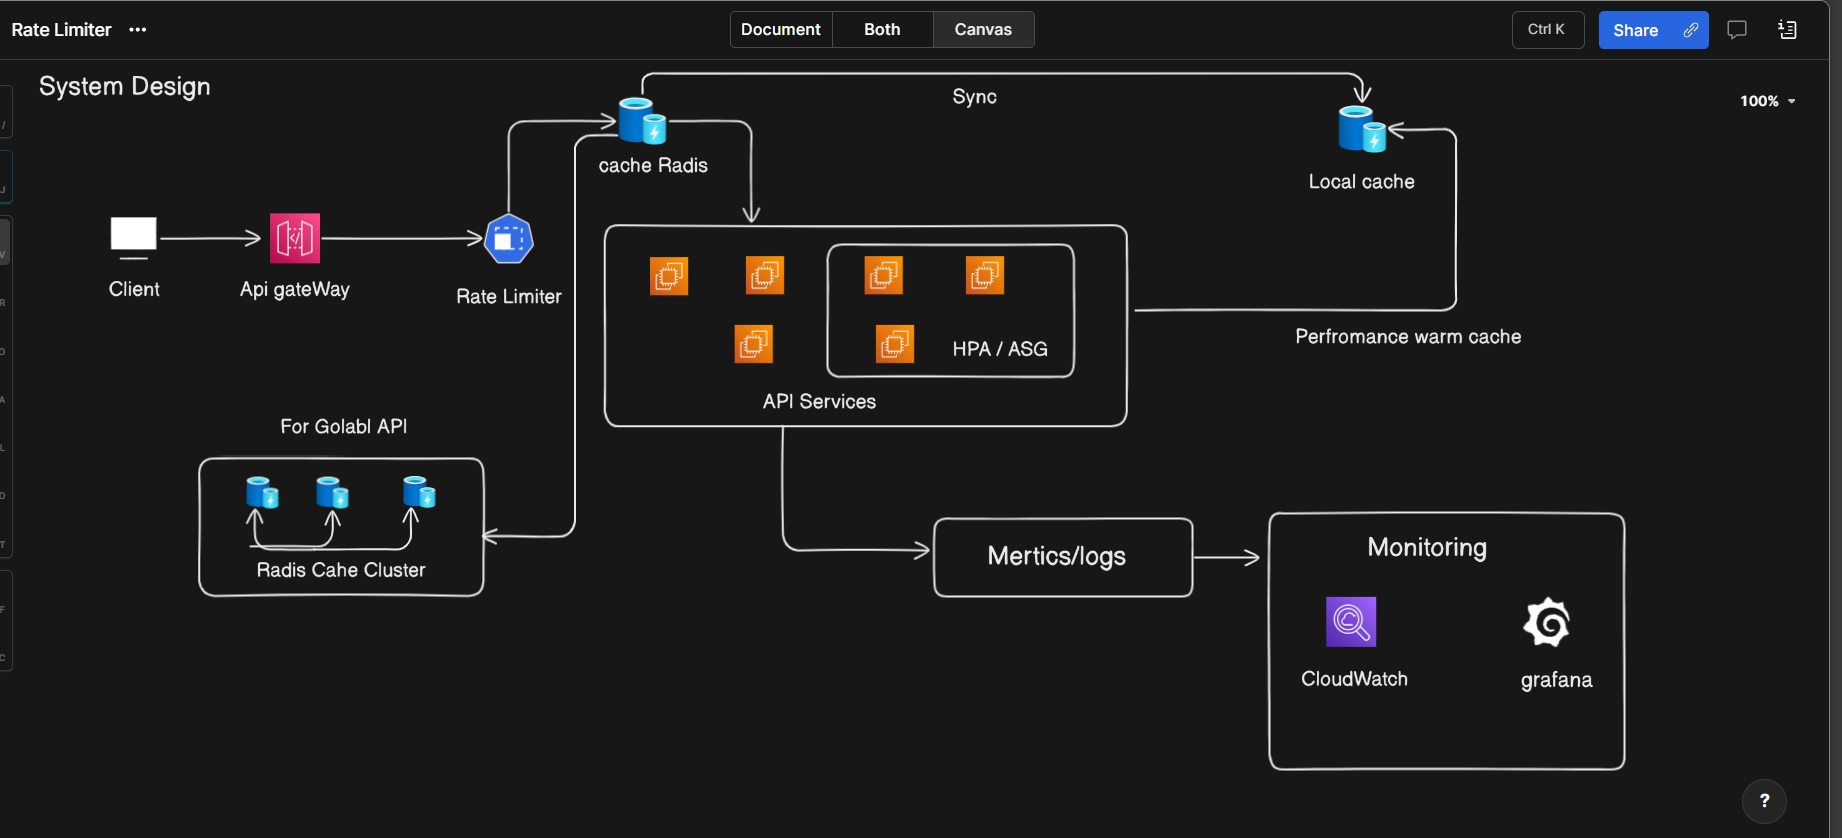 Rate Limiter
Document
Both
Canvas
Ctrl K
Share
System Design
100%
Sync
cache Radis
Local cache
Client
Api gateWay
Rate Limiter
HPA / ASG
API Services
Perfromance warm cache
For Golabl API
Radis Cahe Cluster
Mertics/logs
Monitoring
CloudWatch
grafana
?
/
J
V
R
O
A
L
D
T
F
C